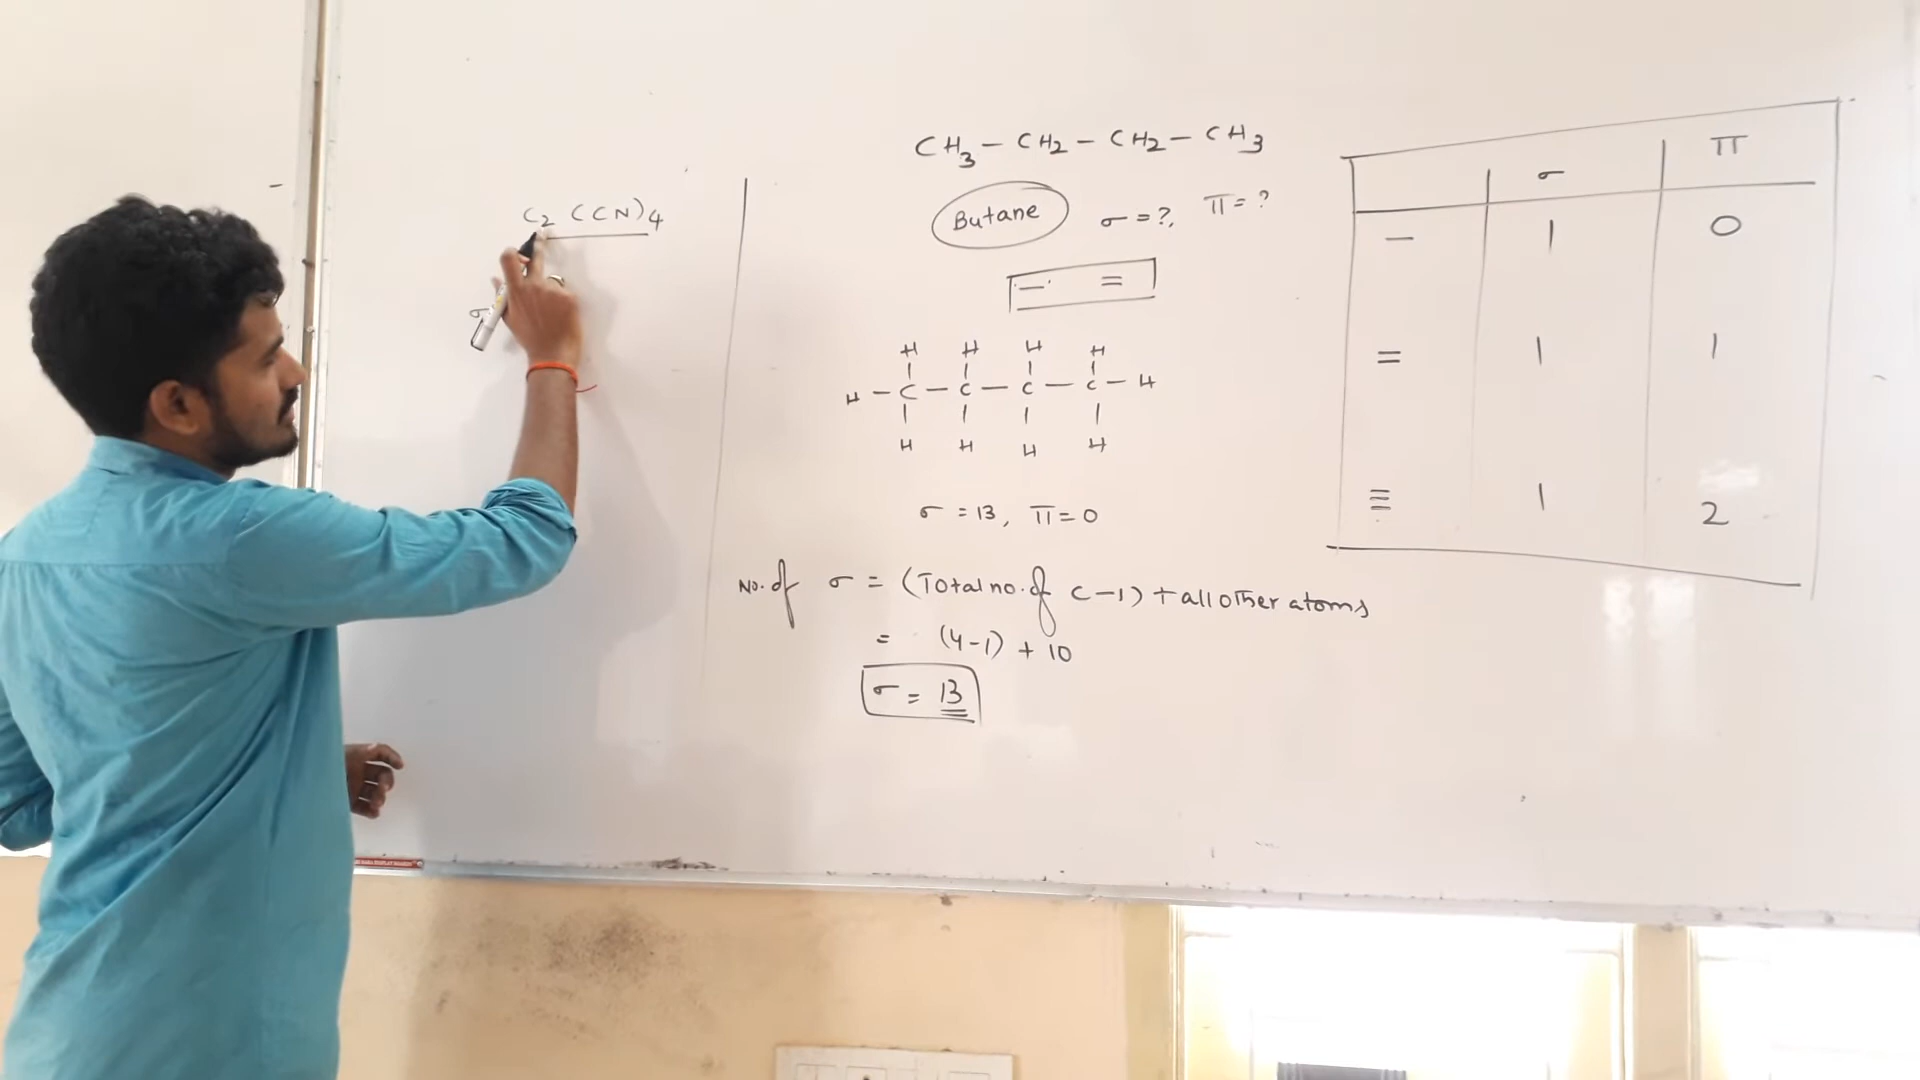 C2 (CN)4
σ
CH3 – CH2 – CH2 – CH3
Butane σ = ?, π = ?
– =
H H H H
H – C – C – C – C – H
H H H H
σ = 13, π = 0
No. of σ = (Total no. of C – 1) + all other atoms
= (4-1) + 10
σ = 13
σ π
– 1 0
= 1 1
≡ 1 2